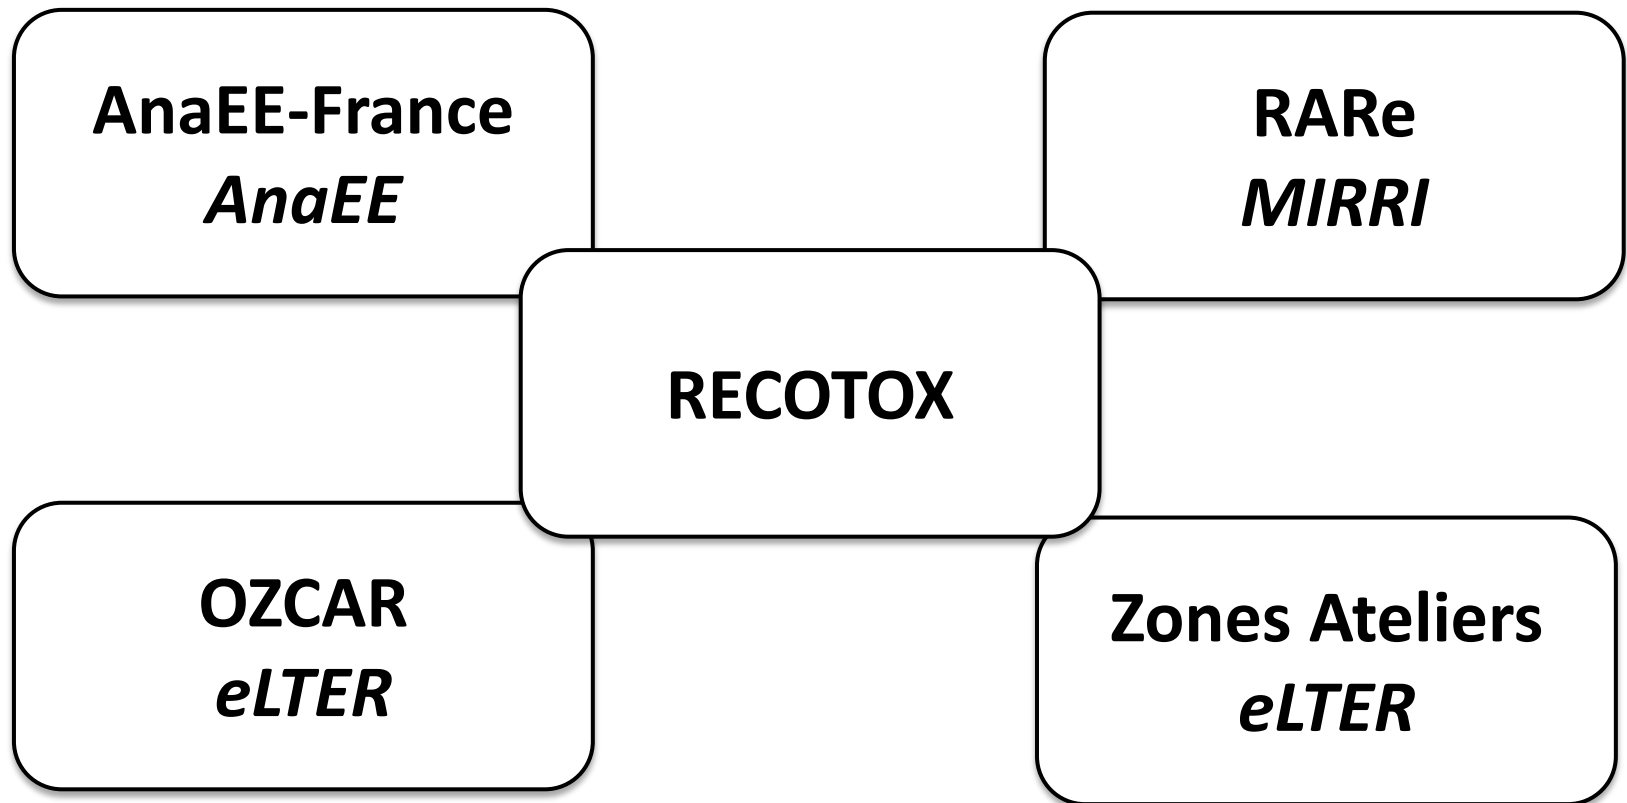 AnaEE-France
AnaEE
RARe
MIRRI
RECOTOX
OZCAR
eLTER
Zones Ateliers
eLTER